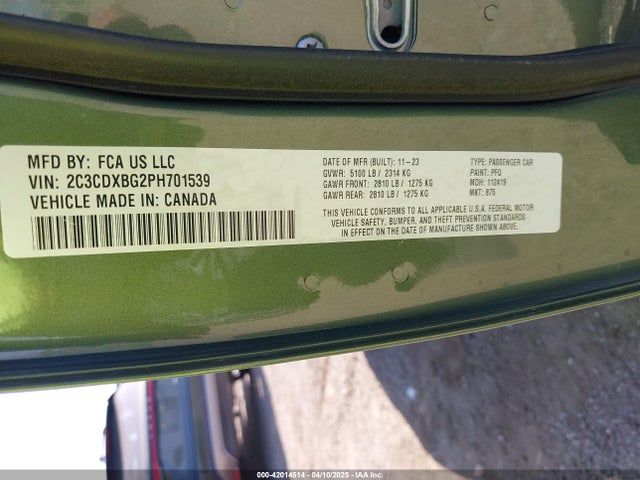 MFD BY: FCA US LLC
VIN: 2C3CDXBG2PH701539
VEHICLE MADE IN: CANADA
DATE OF MFR (BUILT): 11-23
GVWR: 5100 LB / 2314 KG
GAWR FRONT: 2810 LB / 1275 KG
GAWR REAR: 2810 LB / 1275 KG
TYPE: PASSENGER CAR
PAINT: PFQ
MDH: 112419
MKT: 875
THIS VEHICLE CONFORMS TO ALL APPLICABLE U.S.A. FEDERAL MOTOR
VEHICLE SAFETY, BUMPER, AND THEFT PREVENTION STANDARDS
IN EFFECT ON THE DATE OF MANUFACTURE SHOWN ABOVE.
000-42014514 - 04/10/2025 - IAAI.COM